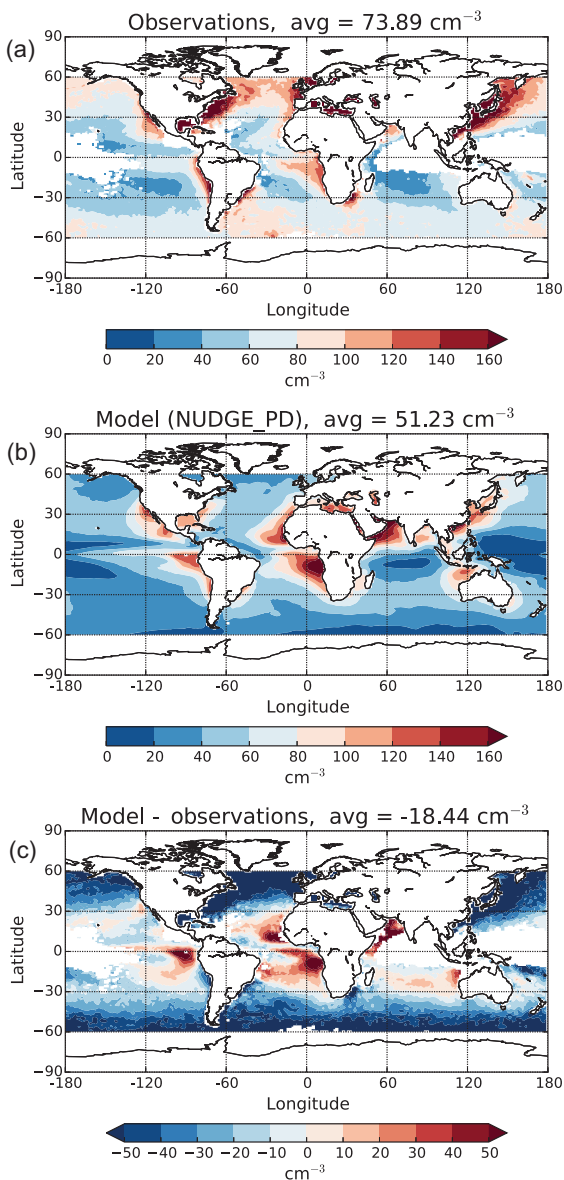 Observations, avg = 73.89 cm⁻³
(a)
90
60
30
0
−30
−60
−90
Latitude
-180 -120 -60 0 60 120 180
Longitude
0 20 40 60 80 100 120 140 160
cm⁻³
Model (NUDGE_PD), avg = 51.23 cm⁻³
(b)
90
60
30
0
−30
−60
−90
Latitude
-180 -120 -60 0 60 120 180
Longitude
0 20 40 60 80 100 120 140 160
cm⁻³
Model - observations, avg = -18.44 cm⁻³
(c)
90
60
30
0
−30
−60
−90
Latitude
-180 -120 -60 0 60 120 180
Longitude
−50 −40 −30 −20 −10 0 10 20 30 40 50
cm⁻³